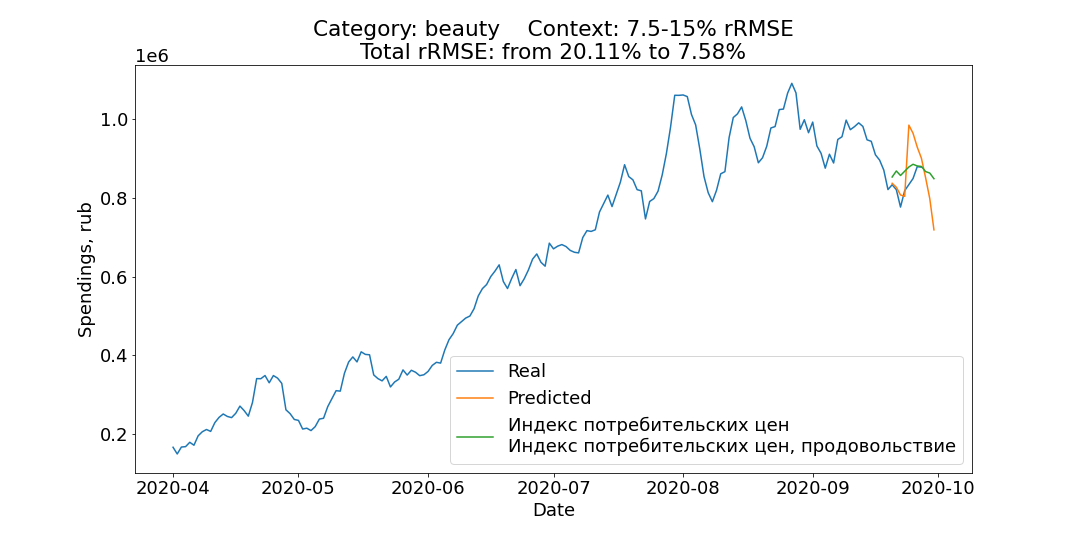 Category: beauty    Context: 7.5-15% rRMSE
Total rRMSE: from 20.11% to 7.58%
1e6
1.0
0.8
0.6
0.4
0.2
Spendings, rub
Real
Predicted
Индекс потребительских цен
Индекс потребительских цен, продовольствие
2020-04 2020-05 2020-06 2020-07 2020-08 2020-09 2020-10
Date